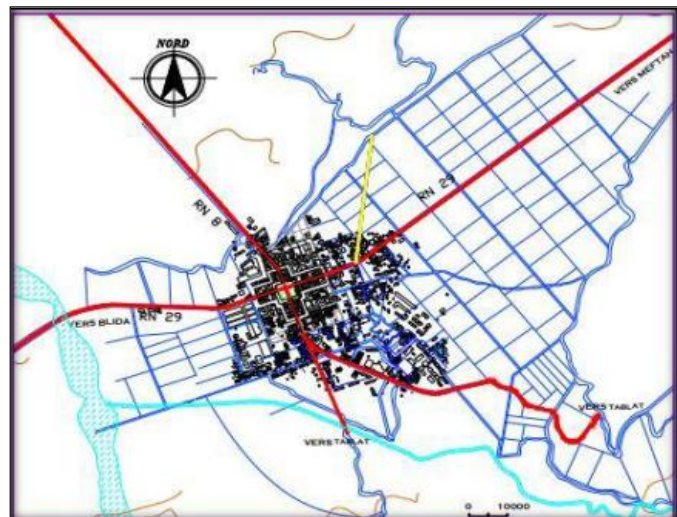 NORD
VERS MEFTAH
RN 29
RN 8
VERS BLIDA
RN 29
VERS TABLAT
VERS TABLAT
0 10000